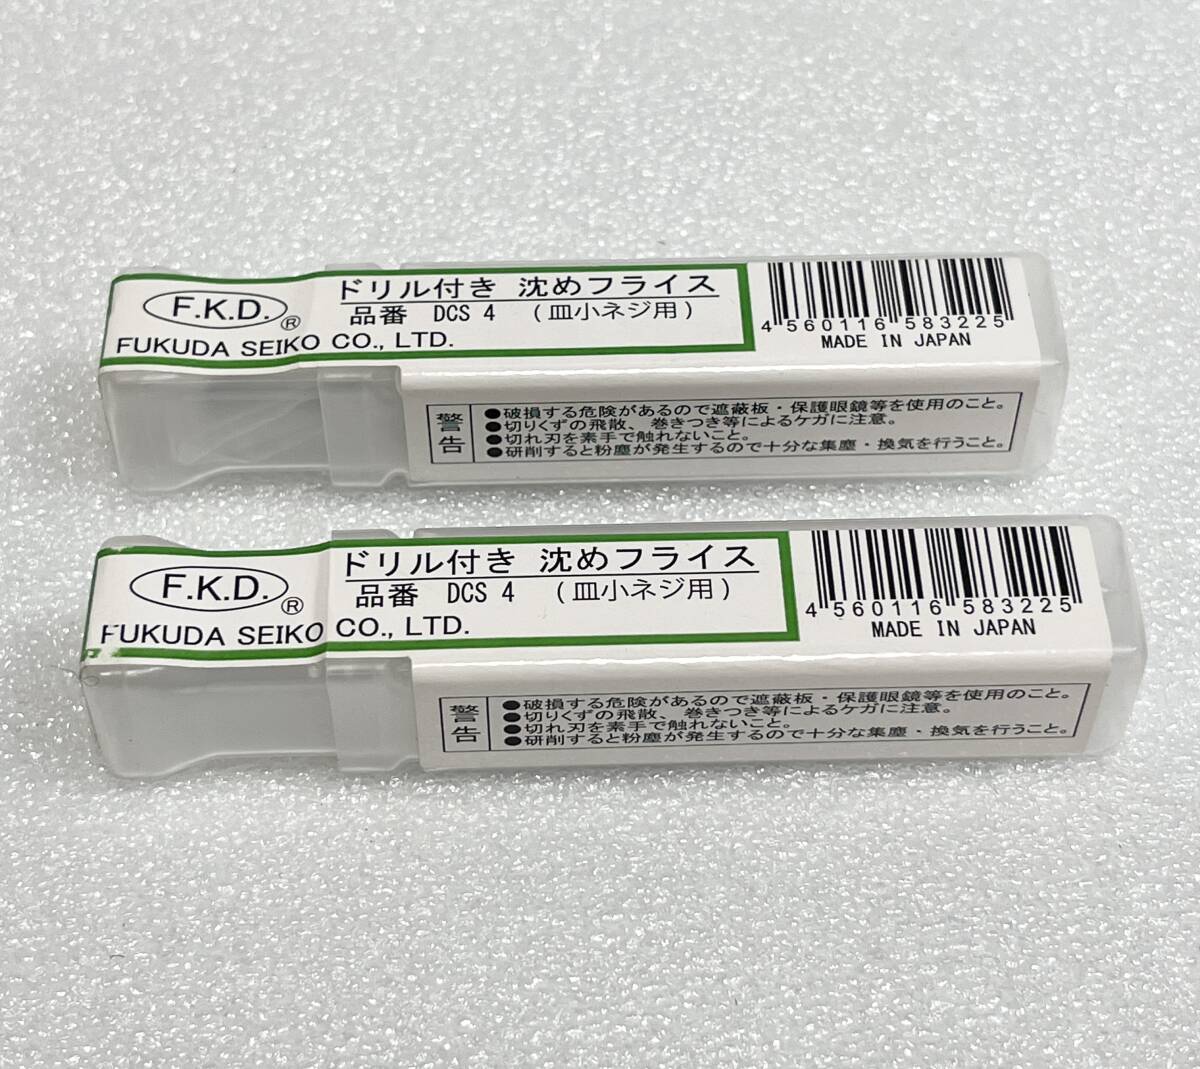 F.K.D.®
FUKUDA SEIKO CO., LTD.
ドリル付き 沈めフライス
品番 DCS 4 (皿小ネジ用)
4 560116 583225
MADE IN JAPAN
警告
●破損する危険があるので遮蔽板・保護眼鏡等を使用のこと。
●切りくずの飛散、巻きつき等によるケガに注意。
●切れ刃を素手で触れないこと。
●研削すると粉塵が発生するので十分な集塵・換気を行うこと。
F.K.D.®
FUKUDA SEIKO CO., LTD.
ドリル付き 沈めフライス
品番 DCS 4 (皿小ネジ用)
4 560116 583225
MADE IN JAPAN
警告
●破損する危険があるので遮蔽板・保護眼鏡等を使用のこと。
●切りくずの飛散、巻きつき等によるケガに注意。
●切れ刃を素手で触れないこと。
●研削すると粉塵が発生するので十分な集塵・換気を行うこと。